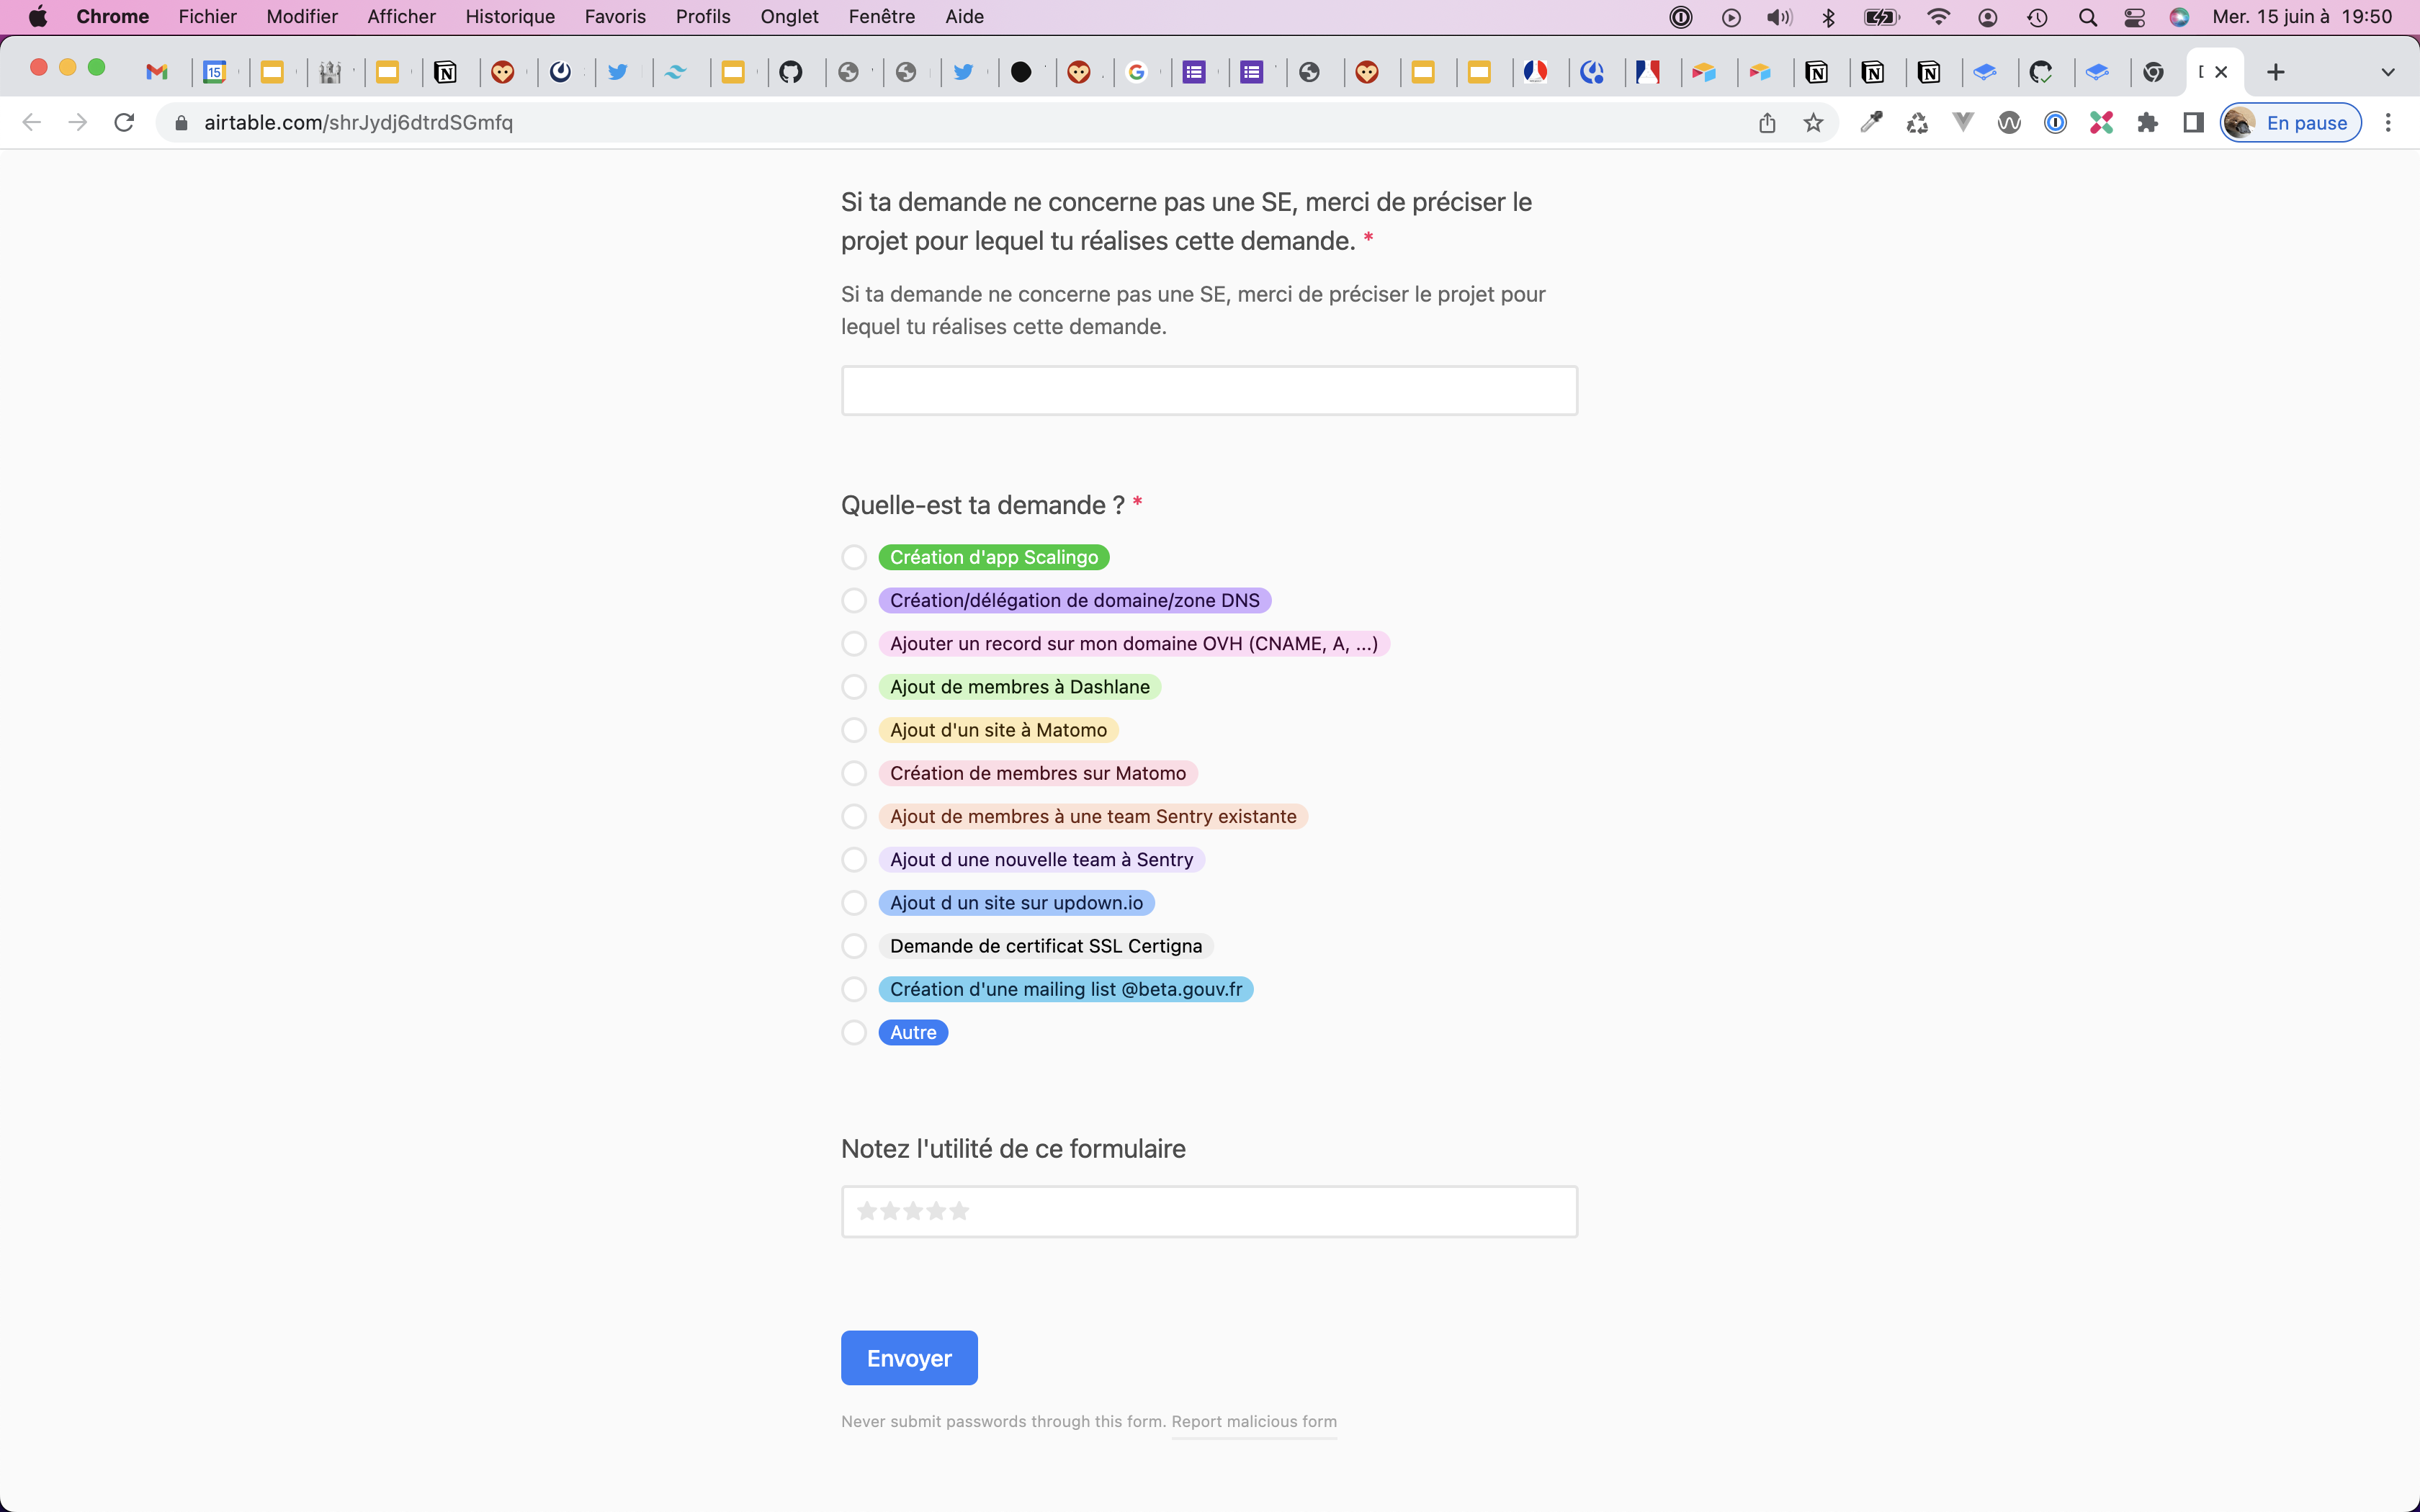 Chrome Fichier Modifier Afficher Historique Favoris Profils Onglet Fenêtre Aide Mer. 15 juin à 19:50
15
airtable.com/shrJydj6dtrdSGmfq
En pause
Si ta demande ne concerne pas une SE, merci de préciser le
projet pour lequel tu réalises cette demande. *
Si ta demande ne concerne pas une SE, merci de préciser le projet pour
lequel tu réalises cette demande.
Quelle-est ta demande ? *
Création d'app Scalingo
Création/délégation de domaine/zone DNS
Ajouter un record sur mon domaine OVH (CNAME, A, ...)
Ajout de membres à Dashlane
Ajout d'un site à Matomo
Création de membres sur Matomo
Ajout de membres à une team Sentry existante
Ajout d une nouvelle team à Sentry
Ajout d un site sur updown.io
Demande de certificat SSL Certigna
Création d'une mailing list @beta.gouv.fr
Autre
Notez l'utilité de ce formulaire
Envoyer
Never submit passwords through this form. Report malicious form